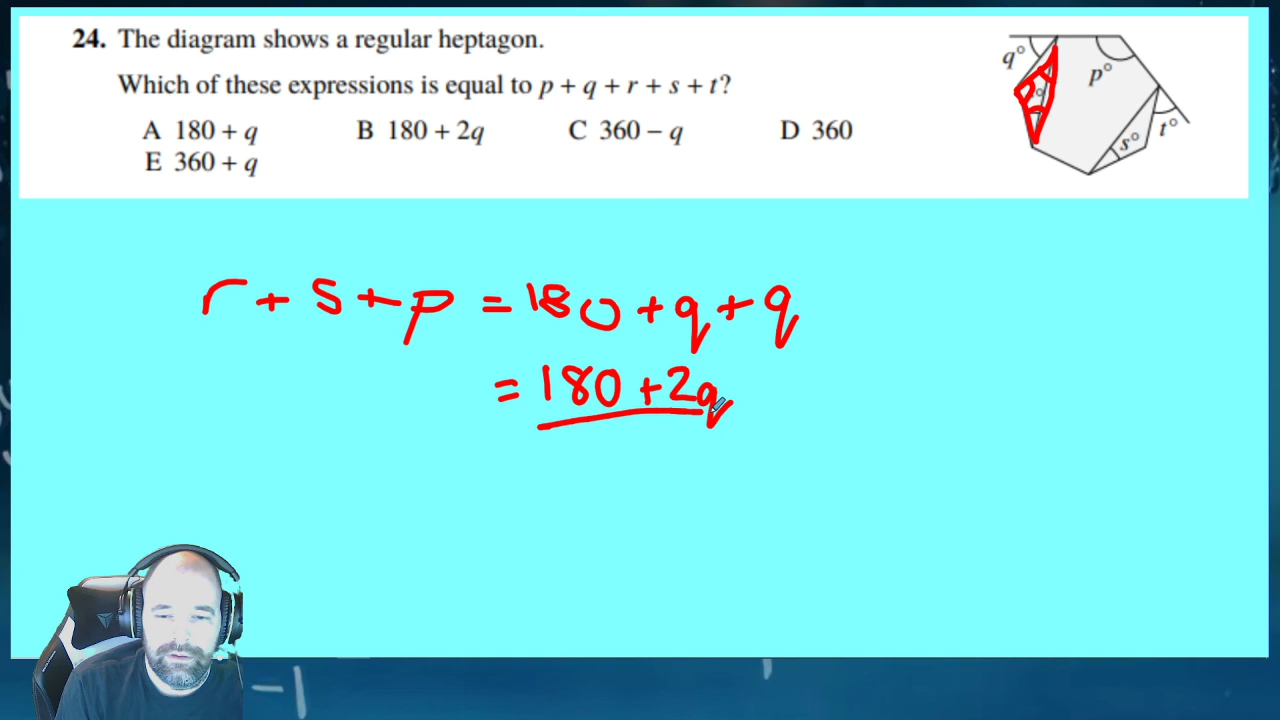 24. The diagram shows a regular heptagon.
Which of these expressions is equal to p + q + r + s + t?
A 180 + q B 180 + 2q C 360 − q D 360
E 360 + q
q°
p°
s°
t°
r + s + p = 180 + q + q
= 180 + 2q
−1